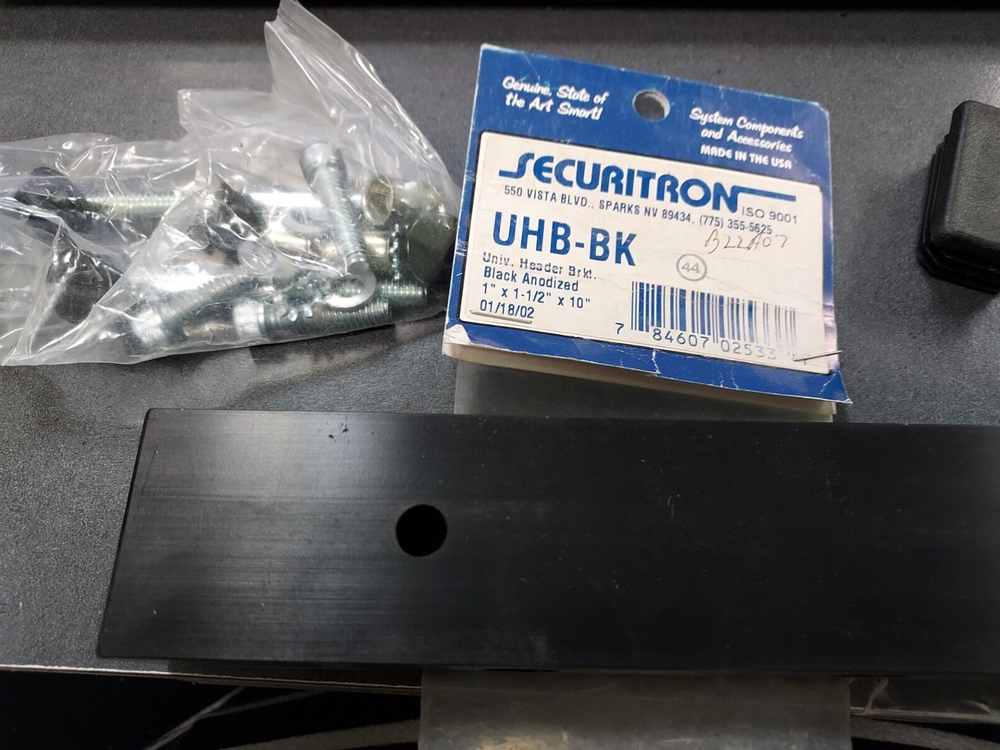 Genuine, State of
the Art Smart!
System Components
and Accessories
MADE IN THE USA
SECURITRON
ISO 9001
550 VISTA BLVD., SPARKS NV 89434, (775) 355-5625
UHB-BK
B22A07
44
Univ. Header Brkt.
Black Anodized
1" x 1-1/2" x 10"
01/18/02
7 84607 02533